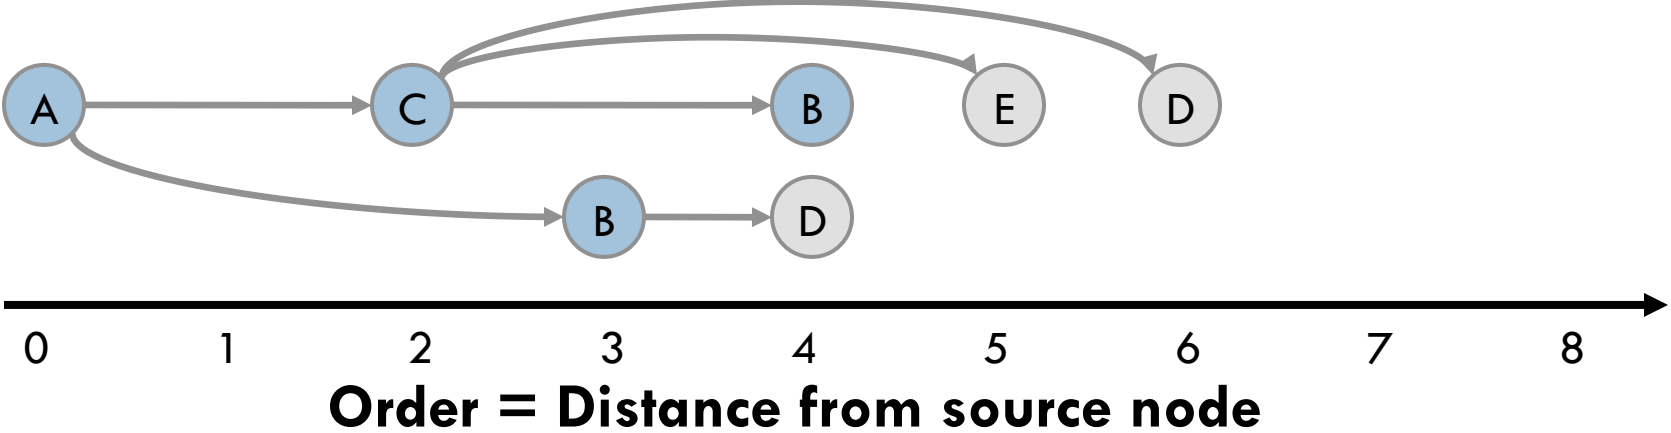 A C B E D
B D
0 1 2 3 4 5 6 7 8
Order = Distance from source node